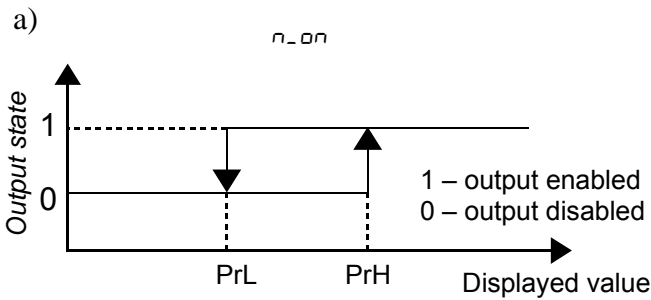 a)
n_on
Output state
1
0
1 – output enabled
0 – output disabled
PrL
PrH
Displayed value